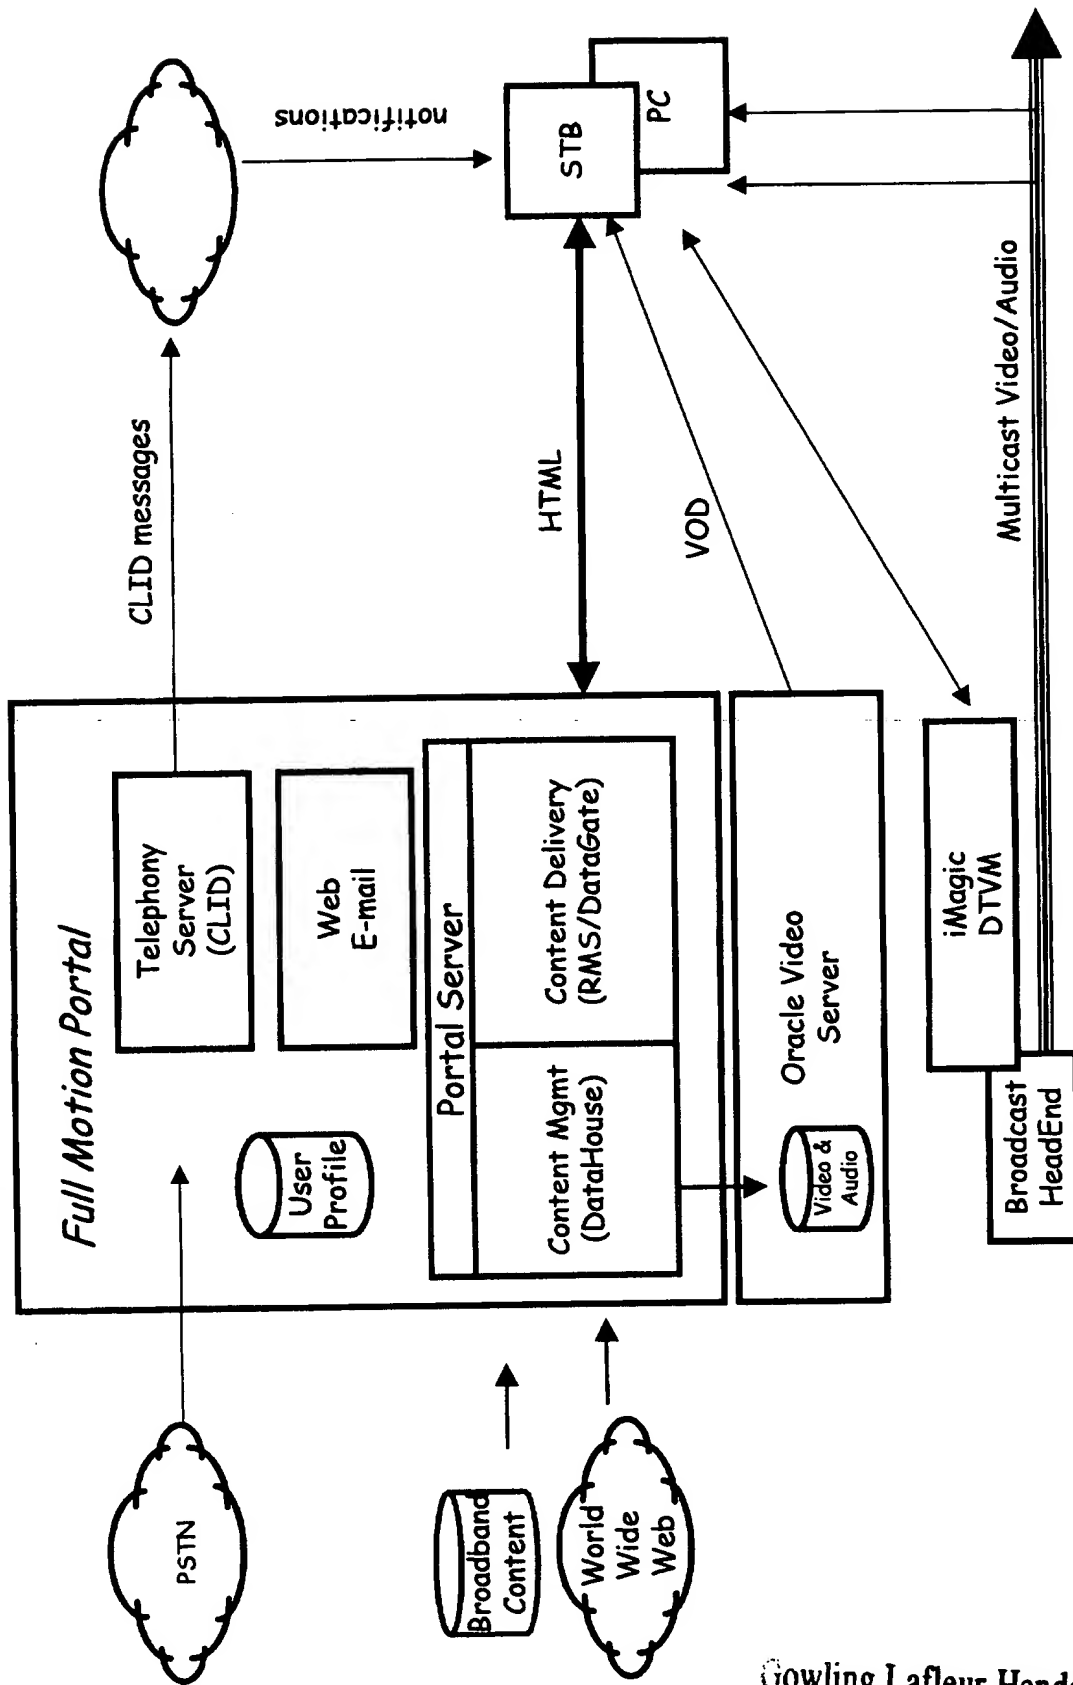 Full Motion Portal
PSTN
Telephony
Server
(CLID)
CLID messages
notifications
User
Profile
Web
E-mail
Portal Server
Content Mgmt
(DataHouse)
Content Delivery
(RMS/DataGate)
HTML
STB
PC
Broadband
Content
World
Wide
Web
VOD
Video &
Audio
Oracle Video
Server
iMagic
DTVM
Broadcast
HeadEnd
Multicast Video/Audio
Gowling Lafleur